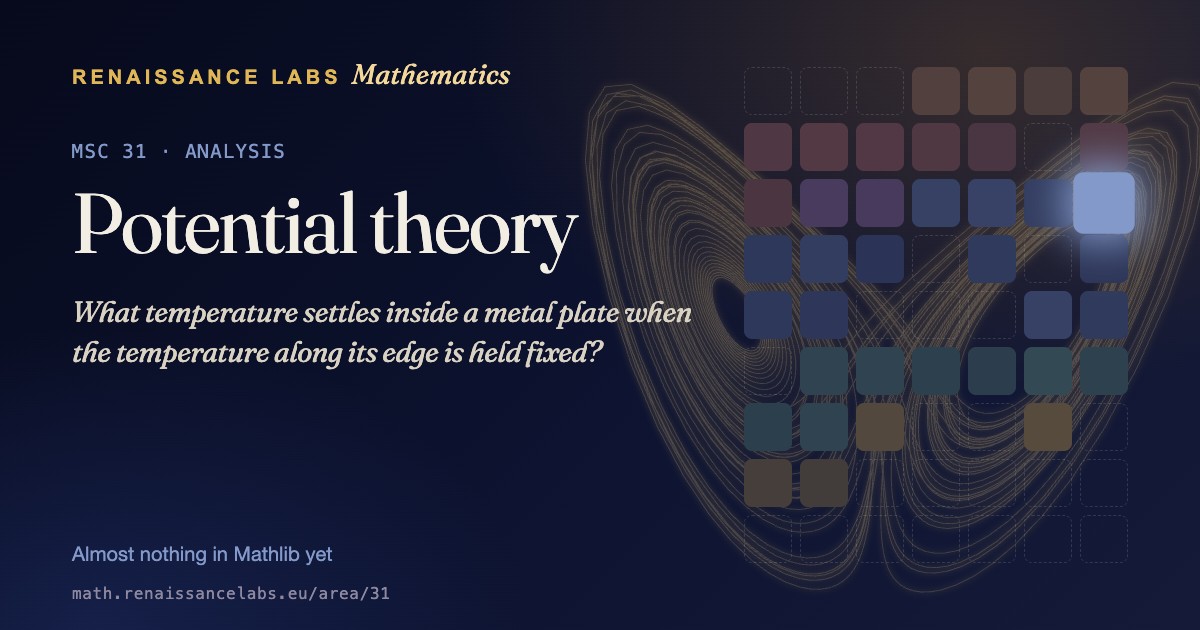 RENAISSANCE LABS Mathematics
MSC 31 · ANALYSIS
Potential theory
What temperature settles inside a metal plate when
the temperature along its edge is held fixed?
Almost nothing in Mathlib yet
math.renaissancelabs.eu/area/31